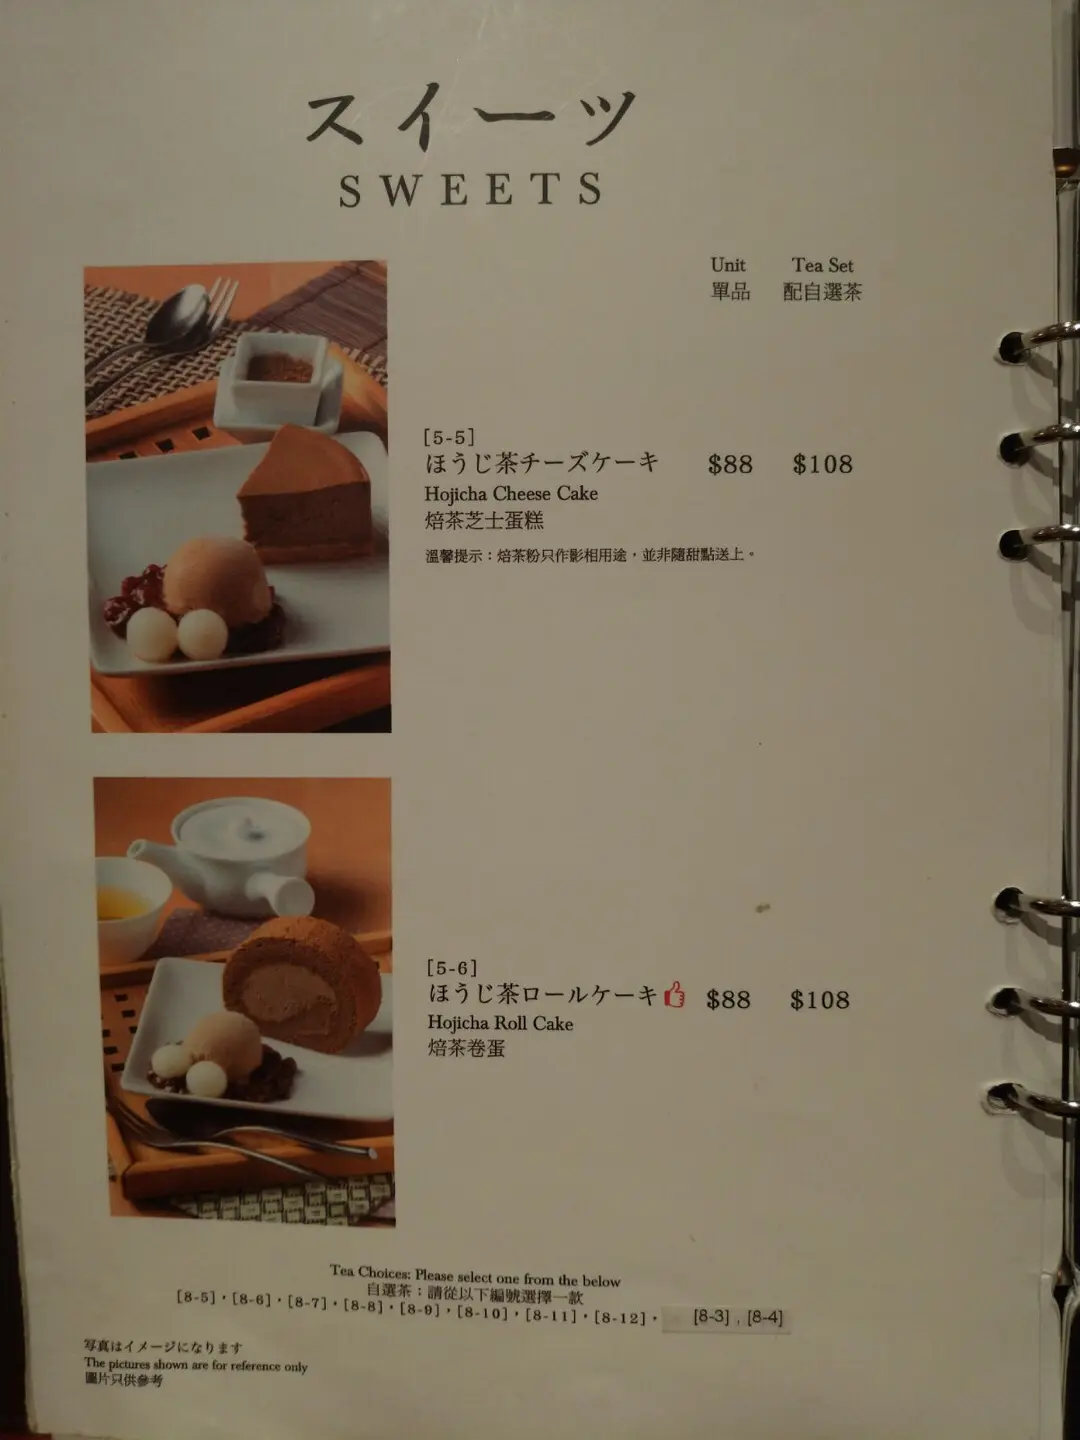 スイーツ
SWEETS
Unit Tea Set
單品 配自選茶
[5-5]
ほうじ茶チーズケーキ $88 $108
Hojicha Cheese Cake
焙茶芝士蛋糕
溫馨提示：焙茶粉只作影相用途，並非隨甜點送上。
[5-6]
ほうじ茶ロールケーキ $88 $108
Hojicha Roll Cake
焙茶卷蛋
Tea Choices: Please select one from the below
自選茶：請從以下編號選擇一款
[8-5]，[8-6]，[8-7]，[8-8]，[8-9]，[8-10]，[8-11]，[8-12]， [8-3] , [8-4]
写真はイメージになります
The pictures shown are for reference only
圖片只供參考